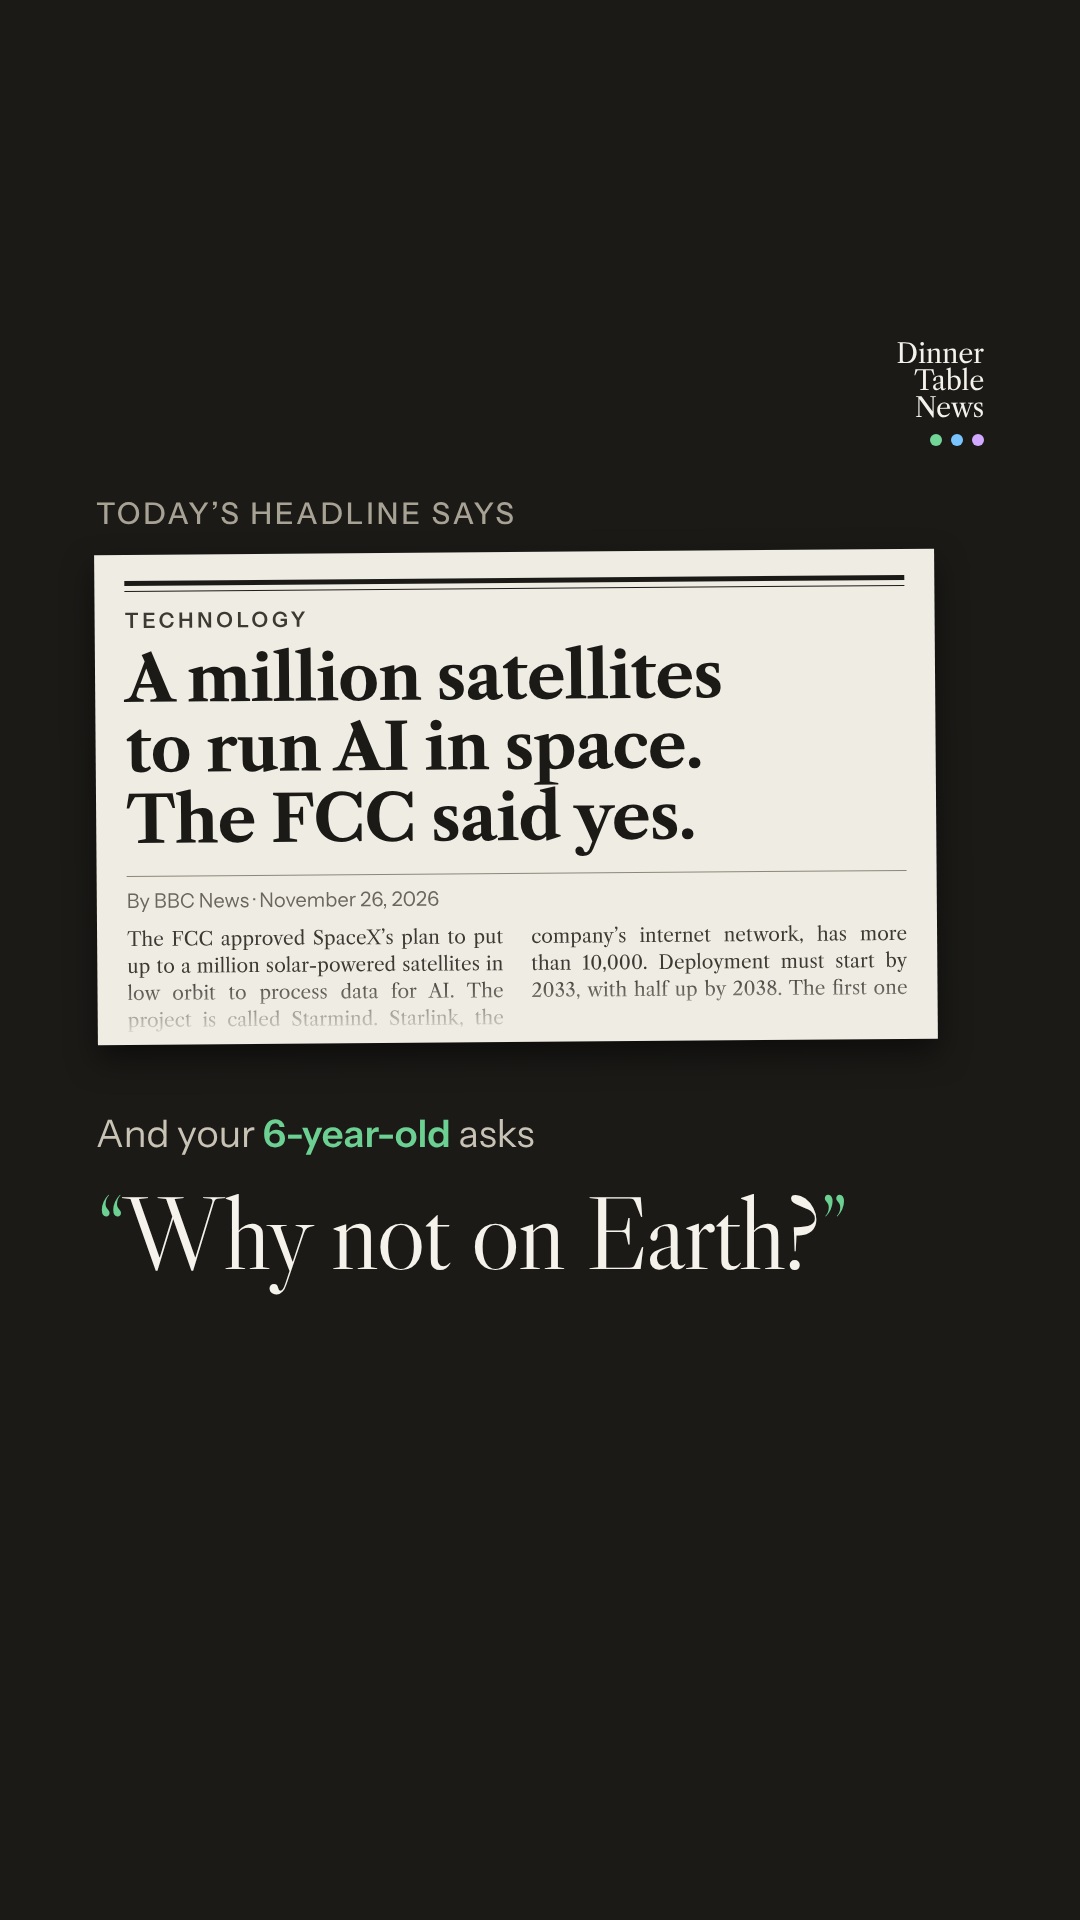 Dinner
Table
News
TODAY’S HEADLINE SAYS
TECHNOLOGY
A million satellites
to run AI in space.
The FCC said yes.
By BBC News · November 26, 2026
The FCC approved SpaceX’s plan to put
up to a million solar-powered satellites in
low orbit to process data for AI. The
project is called Starmind. Starlink, the
company’s internet network, has more
than 10,000. Deployment must start by
2033, with half up by 2038. The first one
And your 6-year-old asks
“Why not on Earth?”